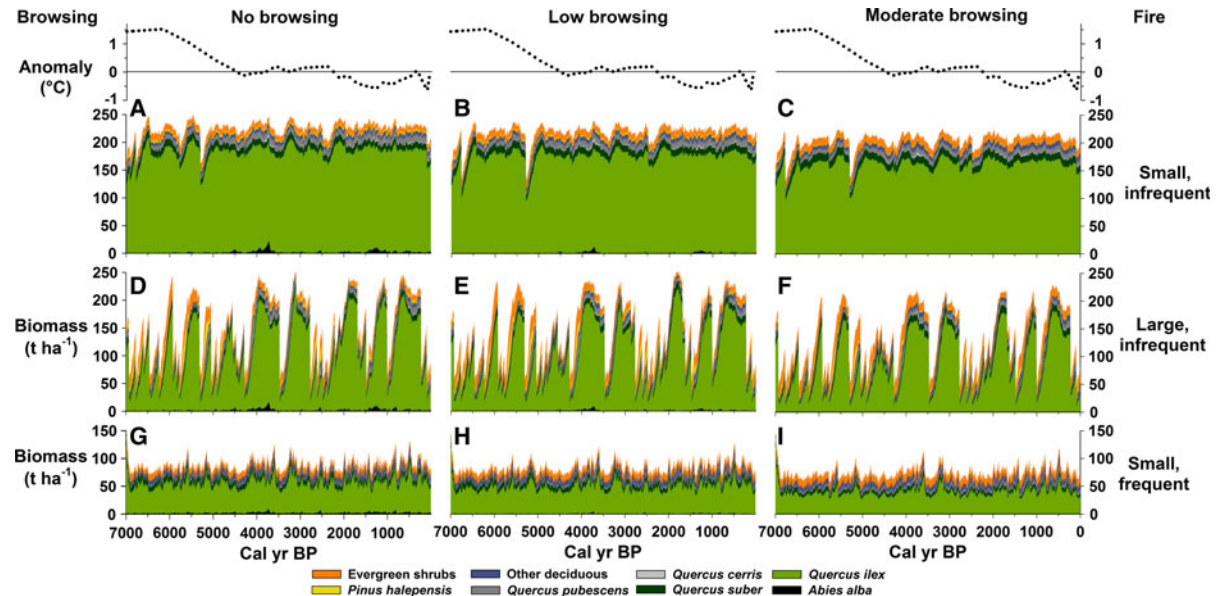 Browsing No browsing Low browsing Moderate browsing Fire
Anomaly
(°C)
1
0
-1
1
0
-1
A B C
250
200
150
100
50
0
250
200
150
100
50
0
Small,
infrequent
D E F
Biomass
(t ha⁻¹)
250
200
150
100
50
0
250
200
150
100
50
0
Large,
infrequent
G H I
Biomass
(t ha⁻¹)
150
100
50
0
150
100
50
0
Small,
frequent
7000 6000 5000 4000 3000 2000 1000 7000 6000 5000 4000 3000 2000 1000 7000 6000 5000 4000 3000 2000 1000 0
Cal yr BP Cal yr BP Cal yr BP
Evergreen shrubs Other deciduous Quercus cerris Quercus ilex
Pinus halepensis Quercus pubescens Quercus suber Abies alba